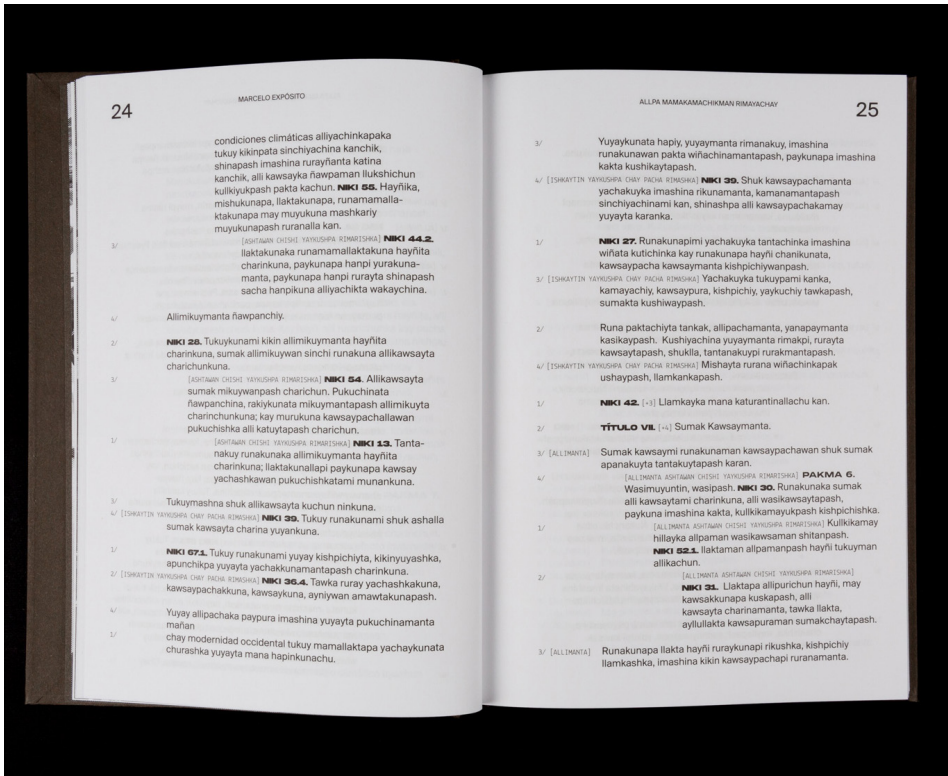 24
MARCELO EXPÓSITO
condiciones climáticas alliyachinkapaka
tukuy kikinpata sinchiyachina kanchik,
shinapash imashina rurayñanta katina
kanchik, alli kawsayka ñawpaman llukshichun
kullkiyukpash pakta kachun. NIKI 55. Hayñika,
mishukunapa, llaktakunapa, runamamalla-
ktakunapa may muyukuna mashkariy
muyukunapash ruranalla kan.
3/ [ASHTAWAN CHISHI YAYKUSHPA RIMARISHKA] NIKI 44.2.
llaktakunaka runamamallaktakuna hayñita
charinkuna, paykunapa hanpi yurakuna-
manta, paykunapa hanpi rurayta shinapash
sacha hanpikuna alliyachikta wakaychina.
4/ Allimikuymanta ñawpanchiy.
2/ NIKI 28. Tukuykunami kikin allimikuymanta hayñita
charinkuna, sumak allimikuywan sinchi runakuna allikawsayta
charichunkuna.
3/ [ASHTAWAN CHISHI YAYKUSHPA RIMARISHKA] NIKI 54. Allikawsayta
sumak mikuywanpash charichun. Pukuchinata
ñawpanchina, rakiykunata mikuymantapash allimikuyta
charinchunkuna; kay murukuna kawsaypachallawan
pukuchishka alli katuytapash charichun.
1/ [ASHTAWAN CHISHI YAYKUSHPA RIMARISHKA] NIKI 13. Tanta-
nakuy runakunaka allimikuymanta hayñita
charinkuna; llaktakunallapi paykunapa kawsay
yachashkawan pukuchishkatami munankuna.
3/ Tukuymashna shuk allikawsayta kuchun ninkuna.
4/ [ISHKAYTIN YAYKUSHPA CHAY PACHA RIMASHKA] NIKI 39. Tukuy runakunami shuk ashalla
sumak kawsayta charina yuyankuna.
1/ NIKI 67.1. Tukuy runakunami yuyay kishpichiyta, kikinyuyashka,
apunchikpa yuyayta yachakkunamantapash charinkuna.
2/ [ISHKAYTIN YAYKUSHPA CHAY PACHA RIMASHKA] NIKI 36.4. Tawka ruray yachashkakuna,
kawsaypachakkuna, kawsaykuna, ayniywan amawtakunapash.
4/ Yuyay allipachaka paypura imashina yuyayta pukuchinamanta
mañan
1/ chay modernidad occidental tukuy mamallaktapa yachaykunata
churashka yuyayta mana hapinkunachu.
ALLPA MAMAKAMACHIKMAN RIMAYACHAY
25
3/ Yuyaykunata hapiy, yuyaymanta rimanakuy, imashina
runakunawan pakta wiñachinamantapash, paykunapa imashina
kakta kushikaytapash.
4/ [ISHKAYTIN YAYKUSHPA CHAY PACHA RIMASHKA] NIKI 39. Shuk kawsaypachamanta
yachakuyka imashina rikunamanta, kamanamantapash
sinchiyachinami kan, shinashpa alli kawsaypachakamay
yuyayta karanka.
1/ NIKI 27. Runakunapimi yachakuyka tantachinka imashina
wiñata kutichinka kay runakunapa hayñi chanikunata,
kawsaypacha kawsaymanta kishpichiywanpash.
3/ [ISHKAYTIN YAYKUSHPA CHAY PACHA RIMASHKA] Yachakuyka tukuypami kanka,
kamayachiy, kawsaypura, kishpichiy, yaykuchiy tawkapash,
sumakta kushiwaypash.
2/ Runa paktachiyta tankak, allipachamanta, yanapaymanta
kasikaypash. Kushiyachina yuyaymanta rimakpi, rurayta
kawsaytapash, shuklla, tantanakuypi rurakmantapash.
4/ [ISHKAYTIN YAYKUSHPA CHAY PACHA RIMASHKA] Mishayta rurana wiñachinkapak
ushaypash, llamkankapash.
1/ NIKI 42. [+3] Llamkayka mana katurantinallachu kan.
2/ TÍTULO VII. [+4] Sumak Kawsaymanta.
3/ [ALLIMANTA] Sumak kawsaymi runakunaman kawsaypachawan shuk sumak
apanakuyta tantakuytapash karan.
4/ [ALLIMANTA ASHTAWAN CHISHI YAYKUSHPA RIMARISHKA] PAKMA 6.
Wasimuyuntin, wasipash. NIKI 30. Runakunaka sumak
alli kawsaytami charinkuna, alli wasikawsaytapash,
paykuna imashina kakta, kullkikamayukpash kishpichishka.
1/ [ALLIMANTA ASHTAWAN CHISHI YAYKUSHPA RIMARISHKA] Kullkikamay
hillayka allpaman wasikawsaman shitanpash.
NIKI 52.1. llaktaman allpamanpash hayñi tukuyman
allikachun.
2/ [ALLIMANTA ASHTAWAN CHISHI YAYKUSHPA RIMARISHKA]
NIKI 31. Llaktapa allipurichun hayñi, may
kawsakkunapa kuskapash, alli
kawsayta charinamanta, tawka llakta,
ayllullakta kawsapuraman sumakchaytapash.
3/ [ALLIMANTA] Runakunapa llakta hayñi ruraykunapi rikushka, kishpichiy
llamkashka, imashina kikin kawsaypachapi ruranamanta.